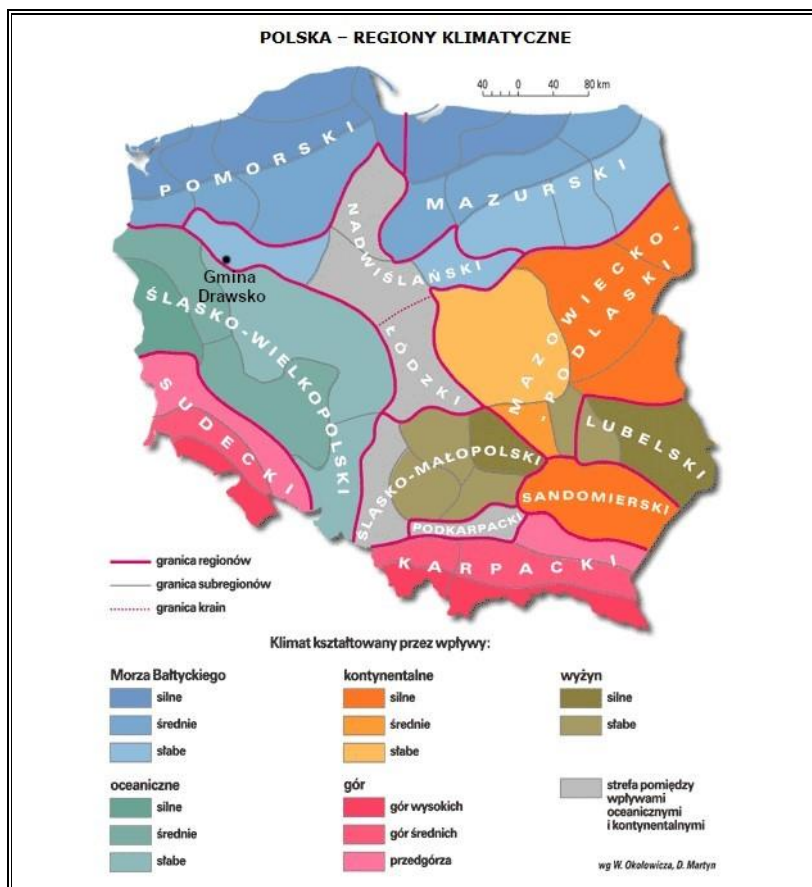 POLSKA – REGIONY KLIMATYCZNE
40 0 40 80 km
POMORSKI
MAZURSKI
NADWIŚLAŃSKI
Gmina
Drawsko
MAZOWIECKO-
-PODLASKI
ŚLĄSKO-WIELKOPOLSKI
ŁÓDZKI
SUDECKI
LUBELSKI
ŚLĄSKO-MAŁOPOLSKI
SANDOMIERSKI
PODKARPACKI
KARPACKI
granica regionów
granica subregionów
granica krain
Klimat kształtowany przez wpływy:
Morza Bałtyckiego
silne
średnie
słabe
kontynentalne
silne
średnie
słabe
wyżyn
silne
słabe
oceaniczne
silne
średnie
słabe
gór
gór wysokich
gór średnich
przedgórza
strefa pomiędzy
wpływami
oceanicznymi
i kontynentalnymi
wg W. Okołowicza, D. Martyn